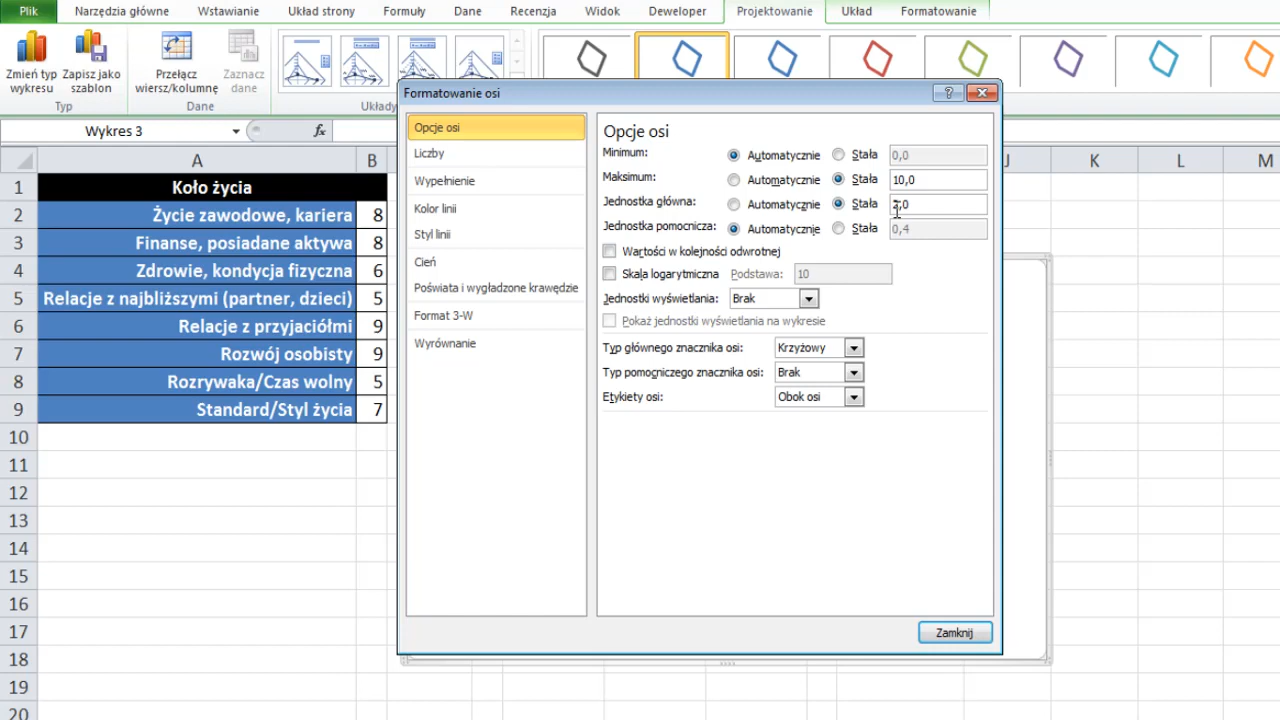 Plik Narzędzia główne Wstawianie Układ strony Formuły Dane Recenzja Widok Deweloper Projektowanie Układ Formatowanie
Zmień typ wykresu
Zapisz jako szablon
Przełącz wiersz/kolumnę
Zaznacz dane
Typ Dane Układy
Formatowanie osi
Wykres 3 fx
A B J K L M
1 Koło życia
2 Życie zawodowe, kariera 8
3 Finanse, posiadane aktywa 8
4 Zdrowie, kondycja fizyczna 6
5 Relacje z najbliższymi (partner, dzieci) 5
6 Relacje z przyjaciółmi 9
7 Rozwój osobisty 9
8 Rozrywaka/Czas wolny 5
9 Standard/Styl życia 7
10
11
12
13
14
15
16
17
18
19
20
Opcje osi
Liczby
Wypełnienie
Kolor linii
Styl linii
Cień
Poświata i wygładzone krawędzie
Format 3-W
Wyrównanie
Opcje osi
Minimum: Automatycznie Stała 0,0
Maksimum: Automatycznie Stała 10,0
Jednostka główna: Automatycznie Stała 2,0
Jednostka pomocnicza: Automatycznie Stała 0,4
Wartości w kolejności odwrotnej
Skala logarytmiczna Podstawa: 10
Jednostki wyświetlania: Brak
Pokaż jednostki wyświetlania na wykresie
Typ głównego znacznika osi: Krzyżowy
Typ pomocniczego znacznika osi: Brak
Etykiety osi: Obok osi
Zamknij